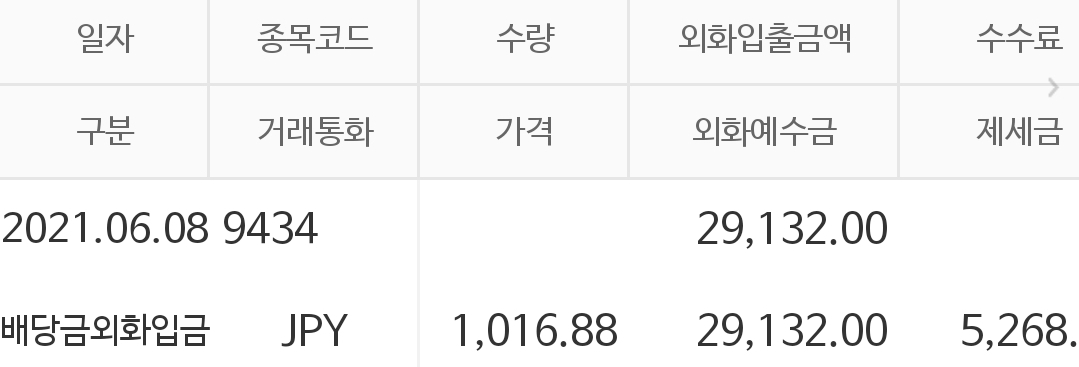 일자 종목코드 수량 외화입출금액 수수료
구분 거래통화 가격 외화예수금 제세금
2021.06.08 9434 29,132.00
배당금외화입금 JPY 1,016.88 29,132.00 5,268.